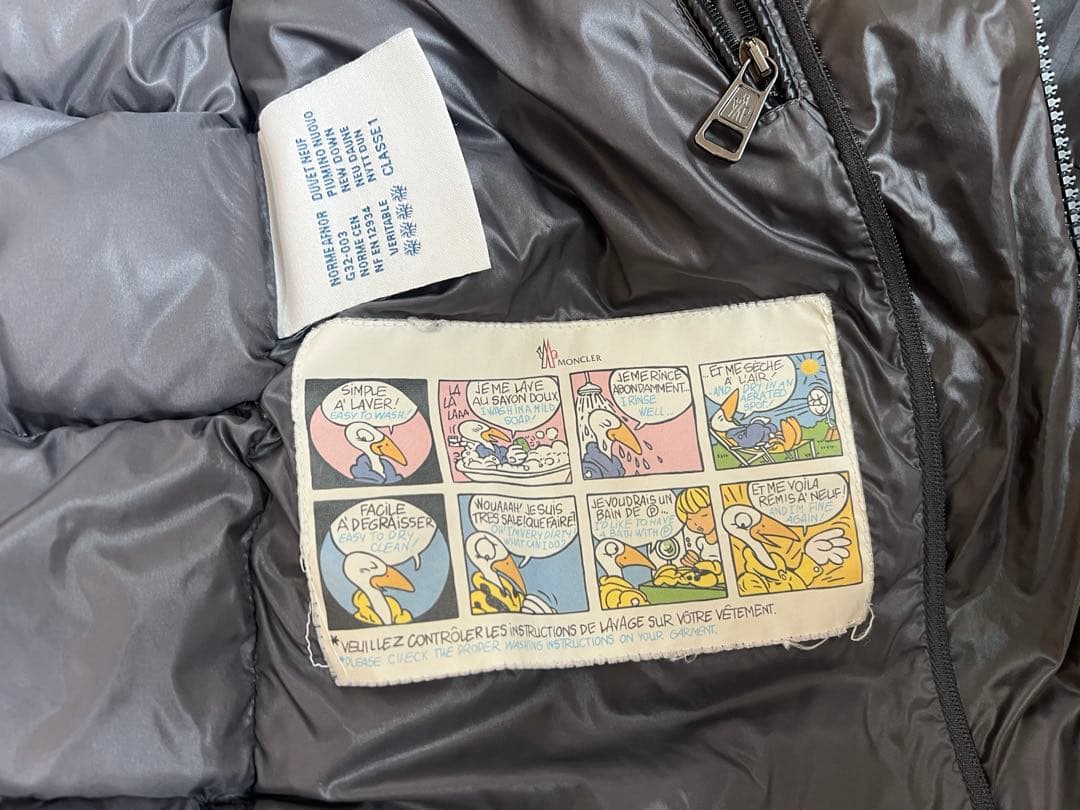 NORME AFNOR
G32-003
NORME CEN
NF EN 12934
VERITABLE
DUVET NEUF
PIUMINO NUOVO
NEW DOWN
NEU DAUNE
NYTT DUN
CLASSE 1
MONCLER
SIMPLE
A' LAVER!
EASY TO WASH!
LA
LA
LAAA
JE ME LAVE
AU SAVON DOUX
I WASH IN A MILD
SOAP!
JE ME RINCE
ABONDAMMENT...
I RINSE
WELL...
...ET ME SÈCHE
A' L'AIR!
AND DRY IN AN
AERATED
SPOT!
FACILE
A' DEGRAISSER
EASY TO DRY
CLEAN!
WOUAAAH' JE SUIS
TRES SALE! QUE FAIRE!
OH I'M VERY DIRTY!
WHAT CAN I DO?
JE VOUDRAIS UN
BAIN DE Ⓟ...
I'D LIKE TO HAVE
A BATH WITH Ⓟ
ET ME VOILA
REMIS A' NEUF!
AND I'M FINE
AGAIN!
*VEUILLEZ CONTRÔLER LES INSTRUCTIONS DE LAVAGE SUR VÔTRE VÊTEMENT.
*PLEASE CHECK THE PROPER WASHING INSTRUCTIONS ON YOUR GARMENT.